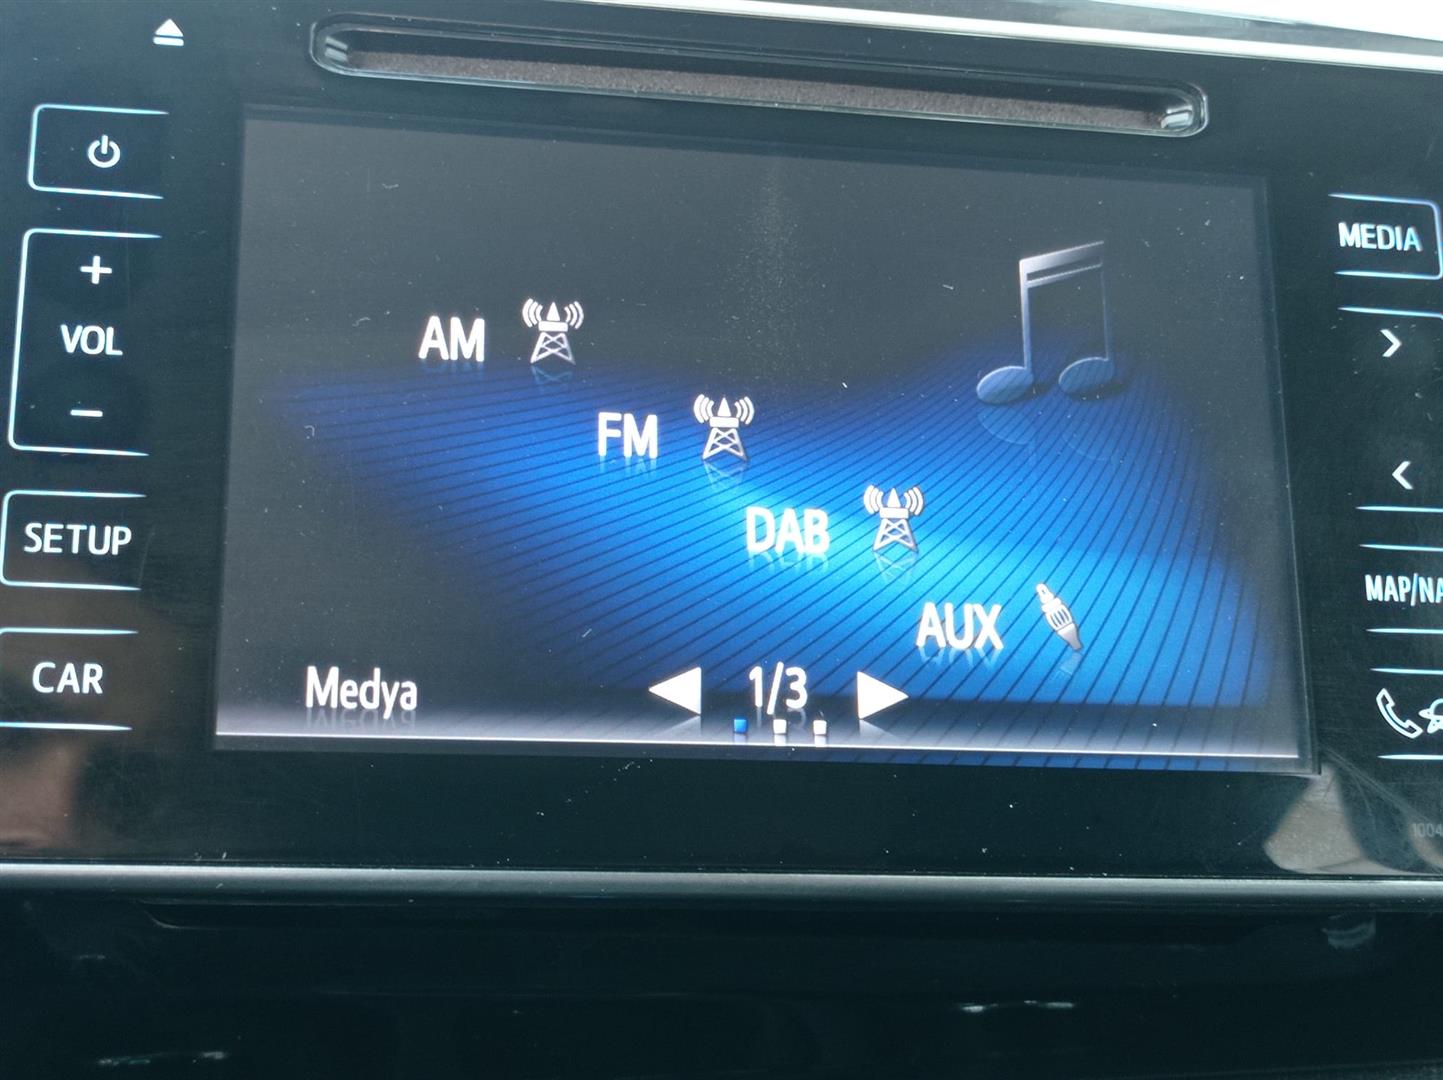 MEDIA
+
AM
VOL
FM
-
DAB
SETUP
AUX
CAR
Medya
1/3